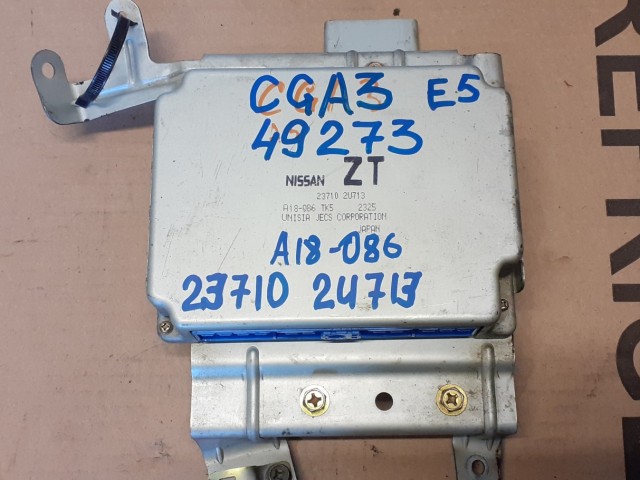 CGA3 E5
49273
NISSAN ZT
23710 2U713
A18-086 TK5 2325
UNISIA JECS CORPORATION
JAPAN
A18-086
23710 2U713